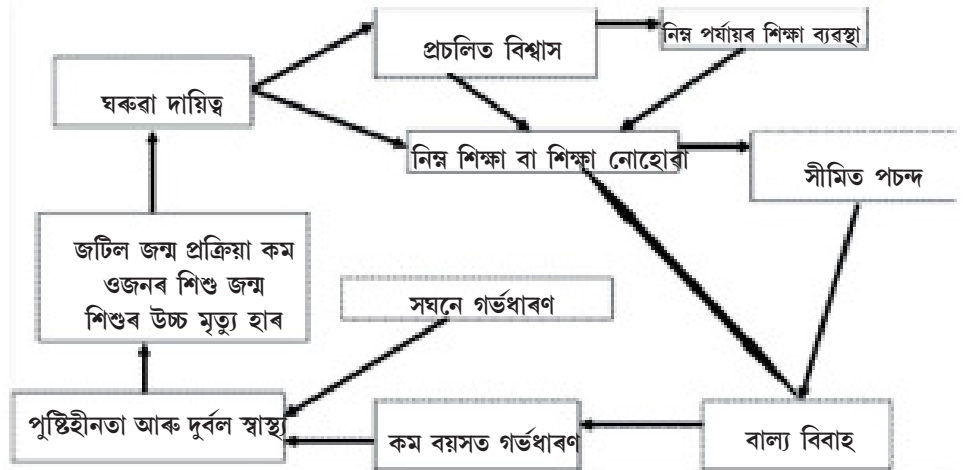 প্ৰচলিত বিশ্বাস
নিম্ন পৰ্যায়ৰ শিক্ষা ব্যৱস্থা
ঘৰুৱা দায়িত্ব
নিম্ন শিক্ষা বা শিক্ষা নোহোৱা
সীমিত পচন্দ
জটিল জন্ম প্ৰক্ৰিয়া কম
ওজনৰ শিশু জন্ম
শিশুৰ উচ্চ মৃত্যু হাৰ
সঘনে গৰ্ভধাৰণ
পুষ্টিহীনতা আৰু দুৰ্বল স্বাস্থ্য
কম বয়সত গৰ্ভধাৰণ
বাল্য বিবাহ